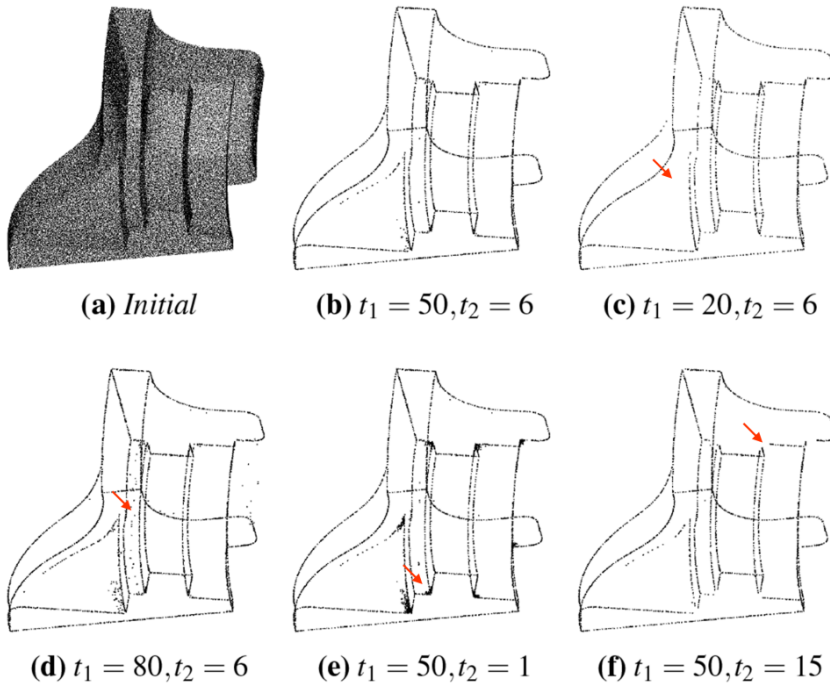 (a) Initial
(b) t₁ = 50, t₂ = 6
(c) t₁ = 20, t₂ = 6
(d) t₁ = 80, t₂ = 6
(e) t₁ = 50, t₂ = 1
(f) t₁ = 50, t₂ = 15